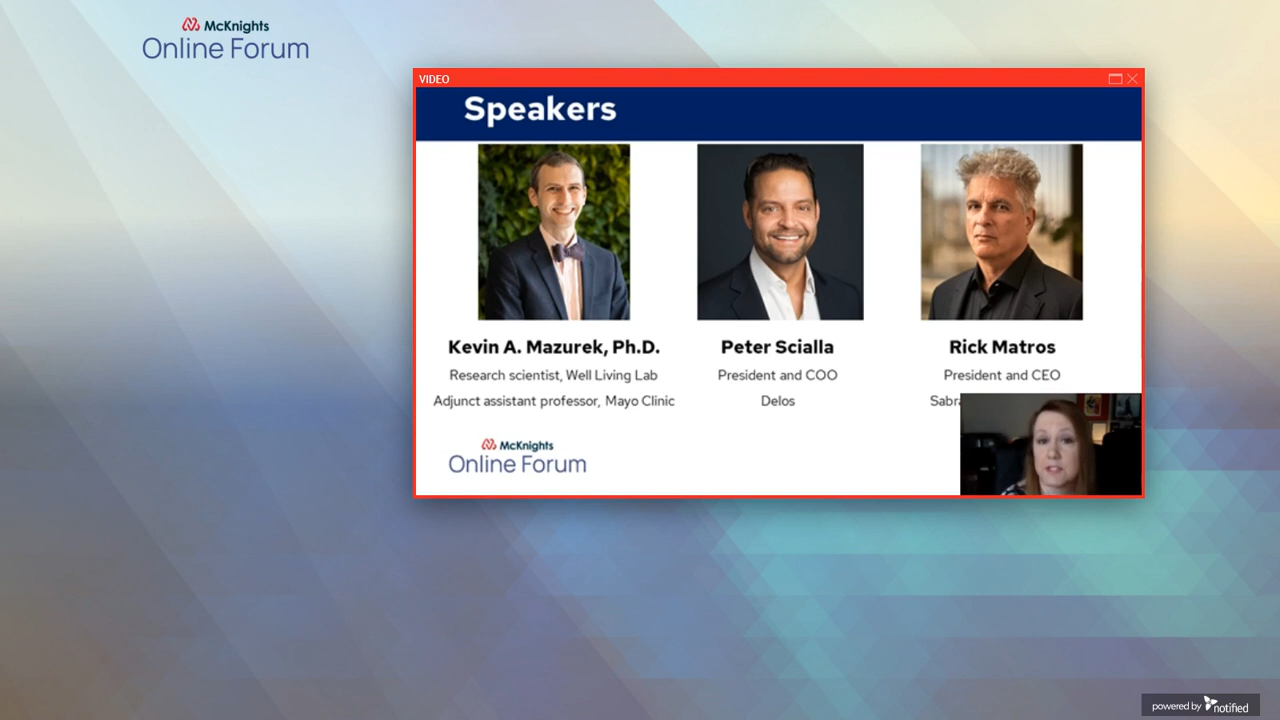 McKnights
Online Forum
VIDEO
Speakers
Kevin A. Mazurek, Ph.D.
Research scientist, Well Living Lab
Adjunct assistant professor, Mayo Clinic
Peter Scialla
President and COO
Delos
Rick Matros
President and CEO
Sabra
McKnights
Online Forum
powered by notified